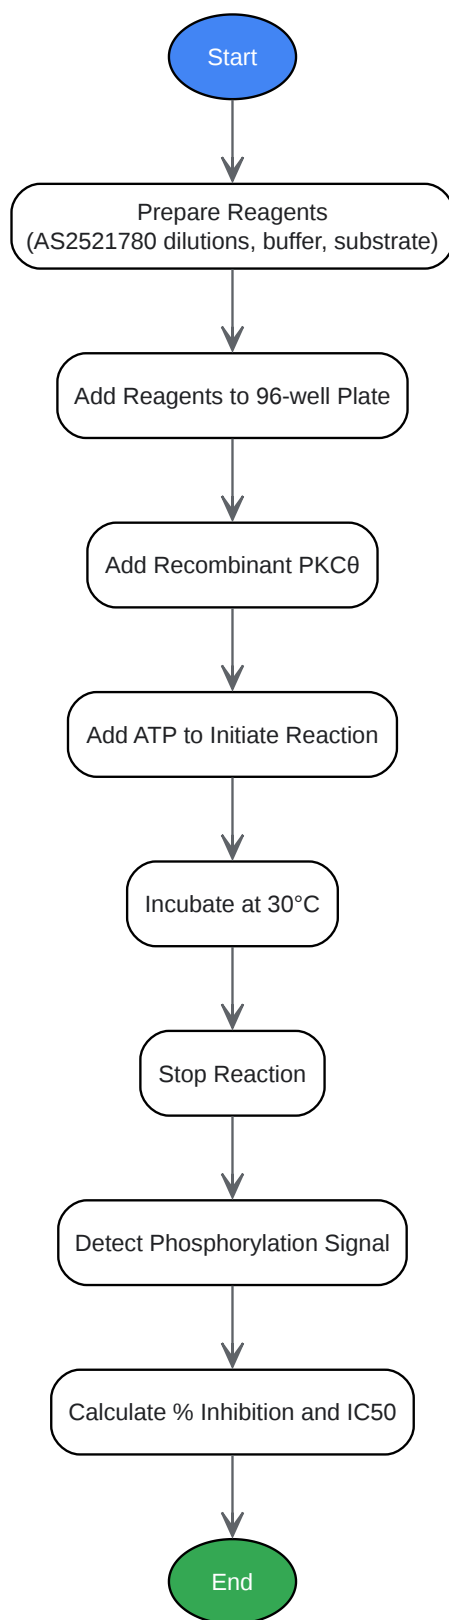 Start
Prepare Reagents
(AS2521780 dilutions, buffer, substrate)
Add Reagents to 96-well Plate
Add Recombinant PKCθ
Add ATP to Initiate Reaction
Incubate at 30°C
Stop Reaction
Detect Phosphorylation Signal
Calculate % Inhibition and IC50
End